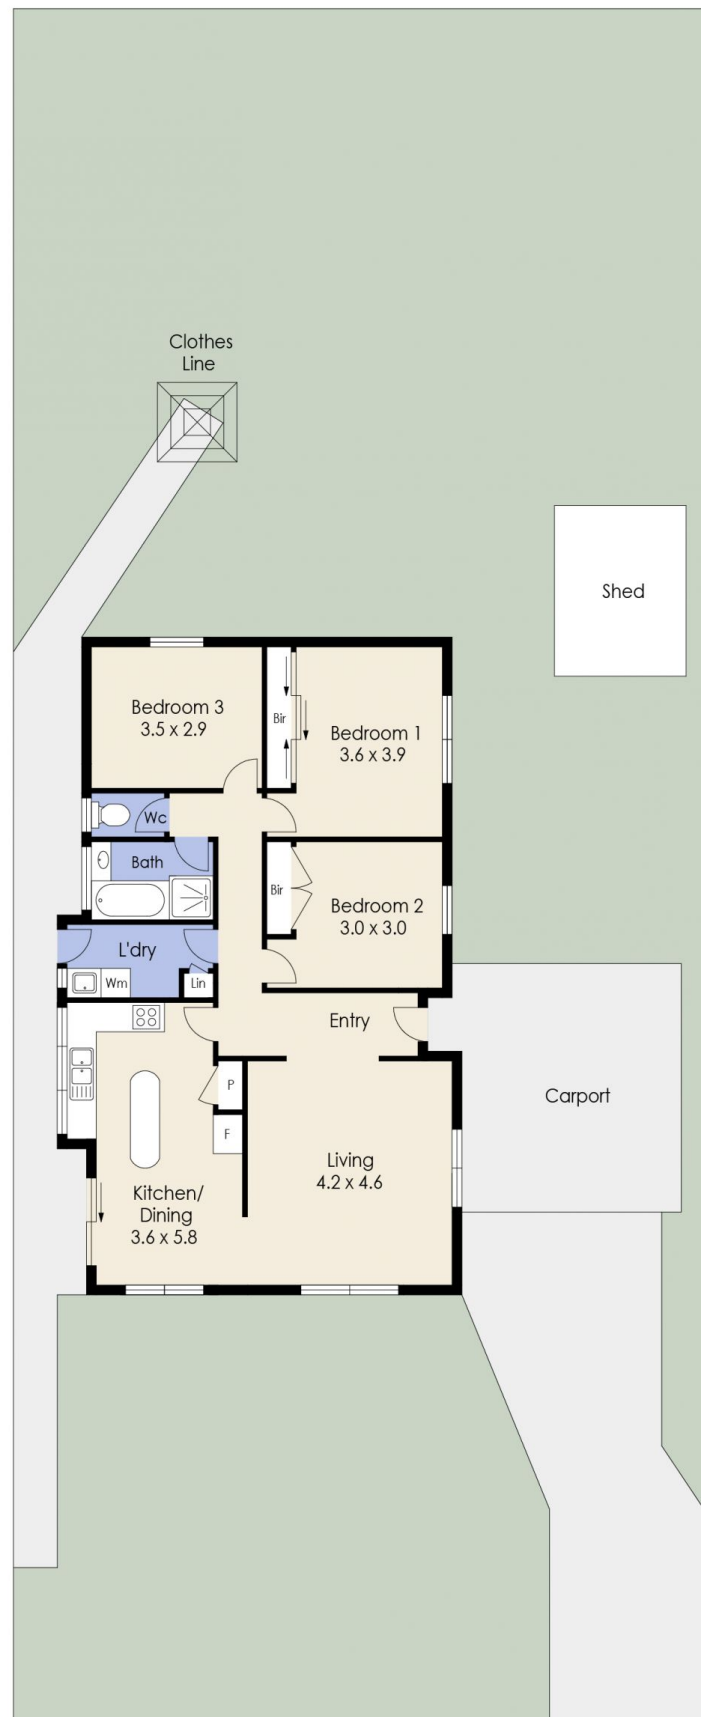 Clothes
Line
Shed
Bedroom 3
3.5 x 2.9
Bir
Bedroom 1
3.6 x 3.9
Wc
Bath
Bir
Bedroom 2
3.0 x 3.0
L'dry
Wm
Lin
Entry
P
F
Carport
Living
4.2 x 4.6
Kitchen/
Dining
3.6 x 5.8